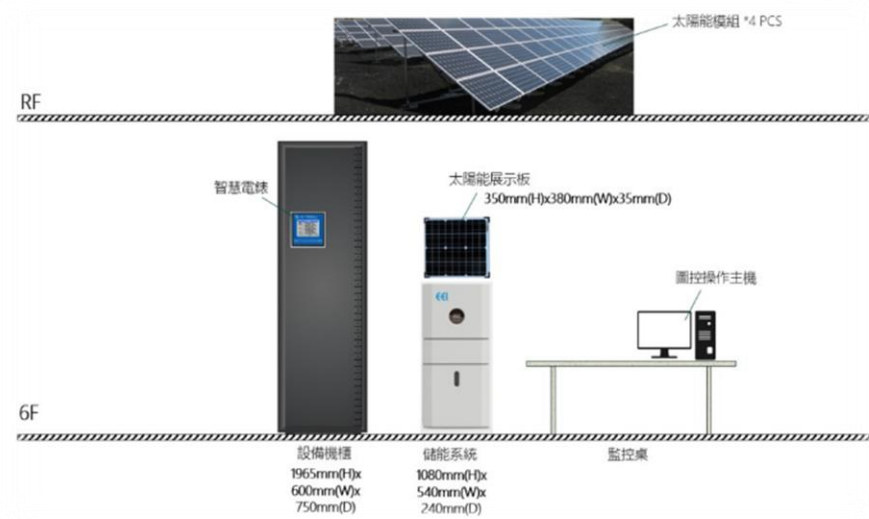 太陽能模組 *4 PCS
RF
智慧電錶
太陽能展示板
350mm(H)x380mm(W)x35mm(D)
圖控操作主機
6F
設備機櫃
1965mm(H)x
600mm(W)x
750mm(D)
儲能系統
1080mm(H)x
540mm(W)x
240mm(D)
監控桌